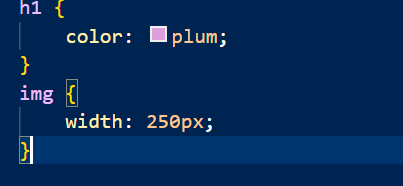 h1 {
    color: plum;
}
img {
    width: 250px;
}